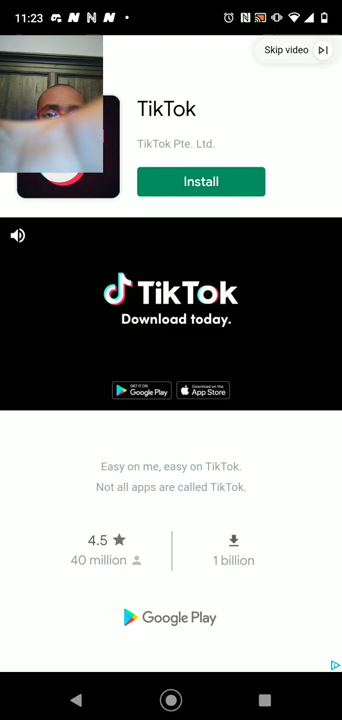 11:23
Skip video
TikTok
TikTok Pte. Ltd.
Install
TikTok
Download today.
GET IT ON
Google Play
Download on the
App Store
Easy on me, easy on TikTok.
Not all apps are called TikTok.
4.5
40 million
1 billion
Google Play